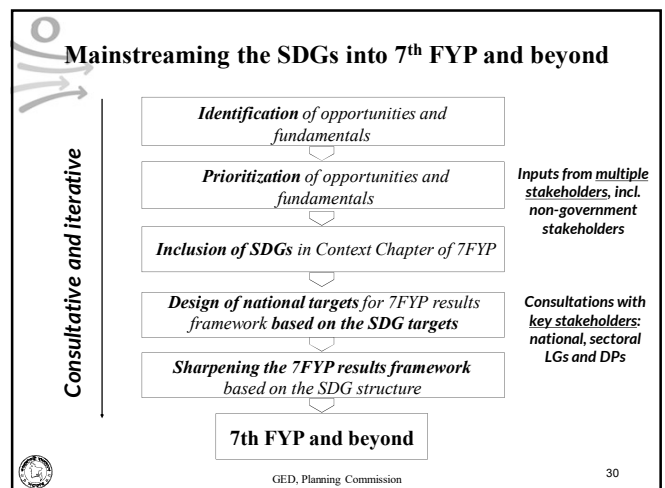 Mainstreaming the SDGs into 7th FYP and beyond
Consultative and iterative
Identification of opportunities and
fundamentals
Prioritization of opportunities and
fundamentals
Inclusion of SDGs in Context Chapter of 7FYP
Design of national targets for 7FYP results
framework based on the SDG targets
Sharpening the 7FYP results framework
based on the SDG structure
7th FYP and beyond
Inputs from multiple
stakeholders, incl.
non-government
stakeholders
Consultations with
key stakeholders:
national, sectoral
LGs and DPs
GED, Planning Commission
30